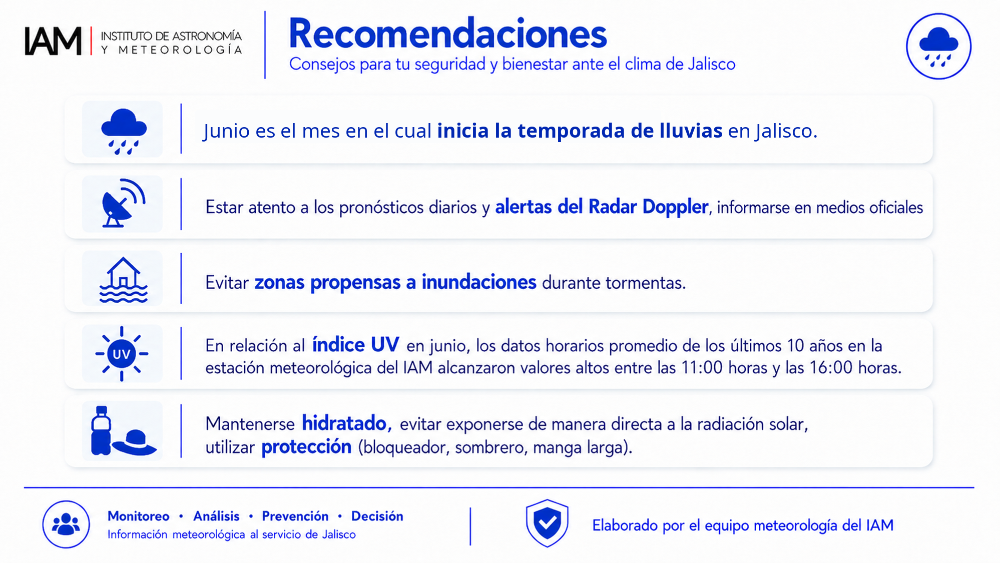 IAM
INSTITUTO DE ASTRONOMÍA
Y METEOROLOGÍA
Recomendaciones
Consejos para tu seguridad y bienestar ante el clima de Jalisco
Junio es el mes en el cual inicia la temporada de lluvias en Jalisco.
Estar atento a los pronósticos diarios y alertas del Radar Doppler, informarse en medios oficiales
Evitar zonas propensas a inundaciones durante tormentas.
UV
En relación al índice UV en junio, los datos horarios promedio de los últimos 10 años en la
estación meteorológica del IAM alcanzaron valores altos entre las 11:00 horas y las 16:00 horas.
Mantenerse hidratado, evitar exponerse de manera directa a la radiación solar,
utilizar protección (bloqueador, sombrero, manga larga).
Monitoreo • Análisis • Prevención • Decisión
Información meteorológica al servicio de Jalisco
Elaborado por el equipo meteorología del IAM